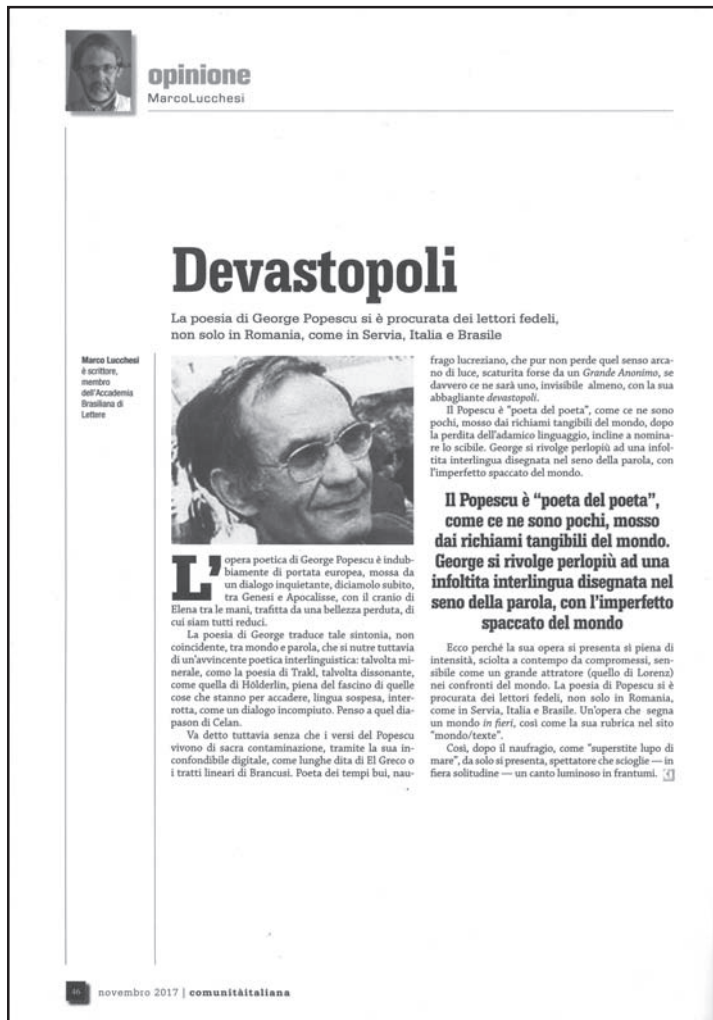 opinione
MarcoLucchesi
Devastopoli
La poesia di George Popescu si è procurata dei lettori fedeli,
non solo in Romania, come in Servia, Italia e Brasile
Marco Lucchesi
è scrittore,
membro
dell'Accademia
Brasiliana di
Lettere
L'opera poetica di George Popescu è indub-
biamente di portata europea, mossa da
un dialogo inquietante, diciamolo subito,
tra Genesi e Apocalisse, con il cranio di
Elena tra le mani, trafitta da una bellezza perduta, di
cui siam tutti reduci.
La poesia di George traduce tale sintonia, non
coincidente, tra mondo e parola, che si nutre tuttavia
di un'avvincente poetica interlinguistica: talvolta mi-
nerale, como la poesia di Trakl, talvolta dissonante,
come quella di Hölderlin, piena del fascino di quelle
cose che stanno per accadere, lingua sospesa, inter-
rotta, come un dialogo incompiuto. Penso a quel dia-
pason di Celan.
Va detto tuttavia senza che i versi del Popescu
vivono di sacra contaminazione, tramite la sua in-
confondibile digitale, come lunghe dita di El Greco o
i tratti lineari di Brancusi. Poeta dei tempi bui, nau-
frago lucreziano, che pur non perde quel senso arca-
no di luce, scaturita forse da un Grande Anonimo, se
davvero ce ne sarà uno, invisibile almeno, con la sua
abbagliante devastopoli.
Il Popescu è "poeta del poeta", come ce ne sono
pochi, mosso dai richiami tangibili del mondo, dopo
la perdita dell'adamico linguaggio, incline a nomina-
re lo scibile. George si rivolge perlopiù ad una infol-
tita interlingua disegnata nel seno della parola, con
l'imperfetto spaccato del mondo.
Il Popescu è "poeta del poeta",
come ce ne sono pochi, mosso
dai richiami tangibili del mondo.
George si rivolge perlopiù ad una
infoltita interlingua disegnata nel
seno della parola, con l'imperfetto
spaccato del mondo
Ecco perché la sua opera si presenta sì piena di
intensità, sciolta a contempo da compromessi, sen-
sibile come un grande attratore (quello di Lorenz)
nei confronti del mondo. La poesia di Popescu si è
procurata dei lettori fedeli, non solo in Romania,
come in Servia, Italia e Brasile. Un'opera che segna
un mondo in fieri, così come la sua rubrica nel sito
"mondo/texte".
Così, dopo il naufragio, come "superstite lupo di
mare", da solo si presenta, spettatore che scioglie — in
fiera solitudine — un canto luminoso in frantumi.
46 novembro 2017 | comunitàitaliana